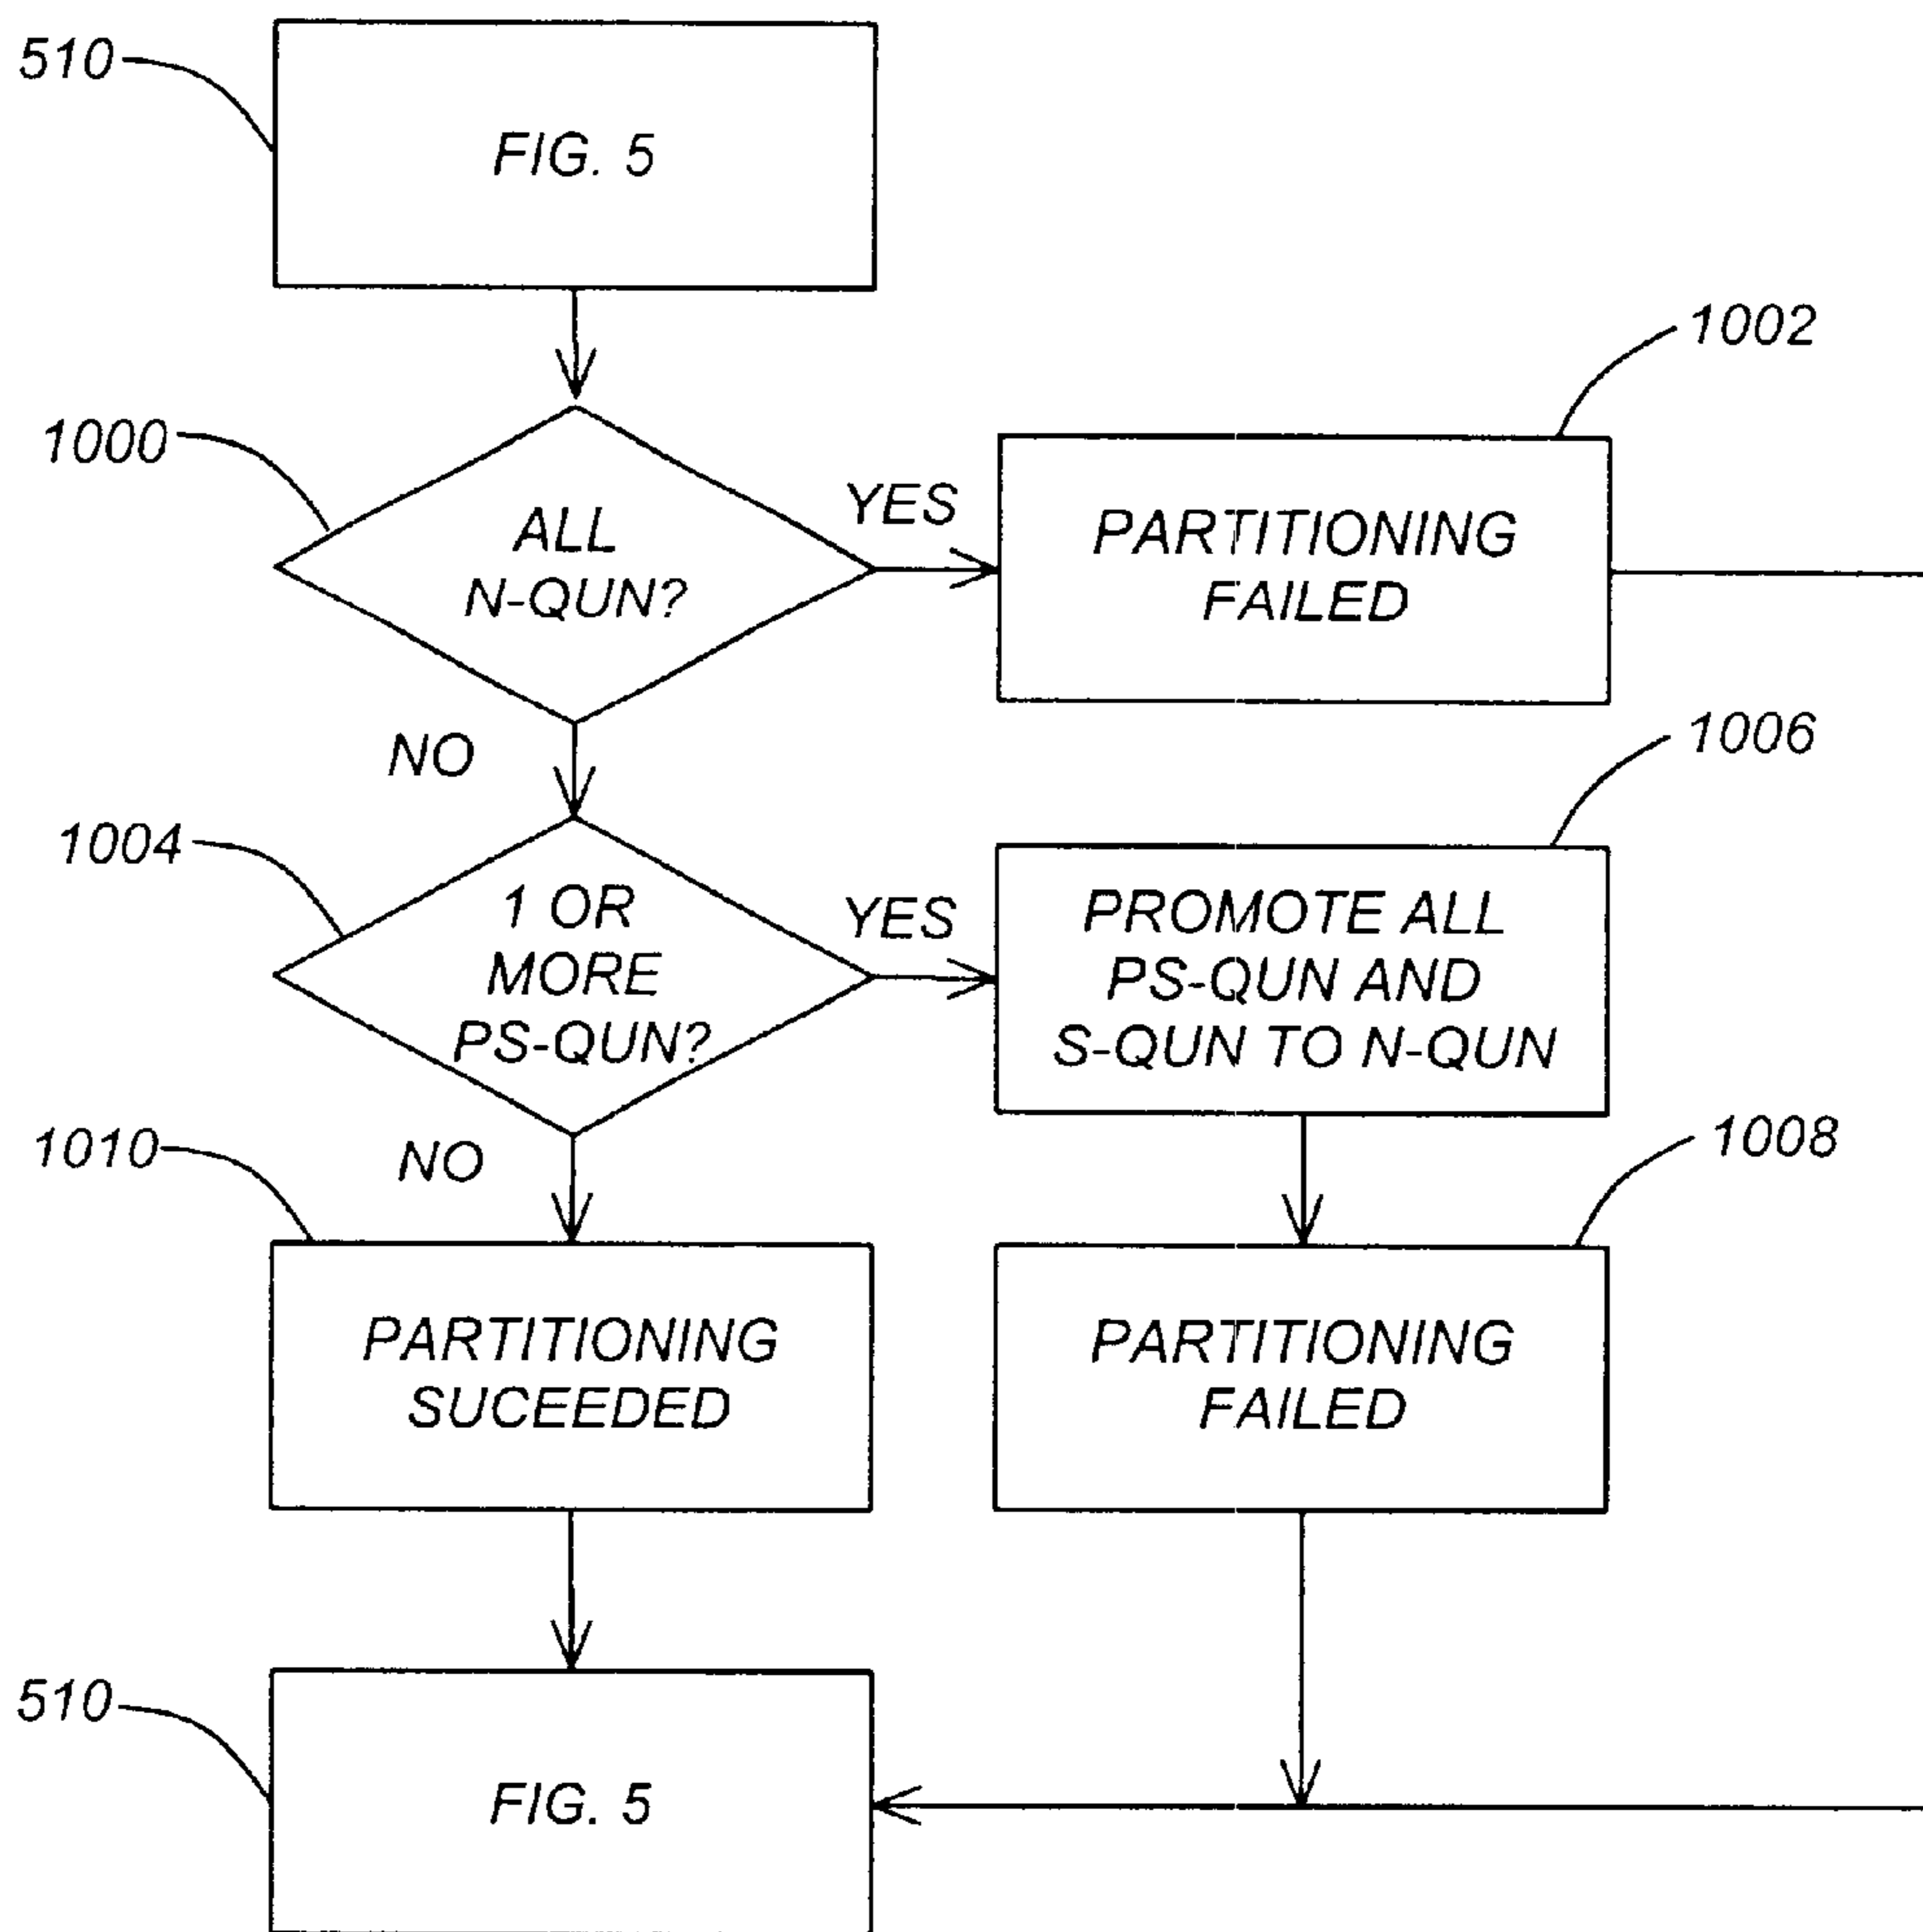 510
FIG. 5
1002
1000
ALL
N-QUN?
YES
PARTITIONING
FAILED
NO
1006
1004
1 OR
MORE
PS-QUN?
YES
PROMOTE ALL
PS-QUN AND
S-QUN TO N-QUN
NO
1010
1008
PARTITIONING
SUCEEDED
PARTITIONING
FAILED
510
FIG. 5